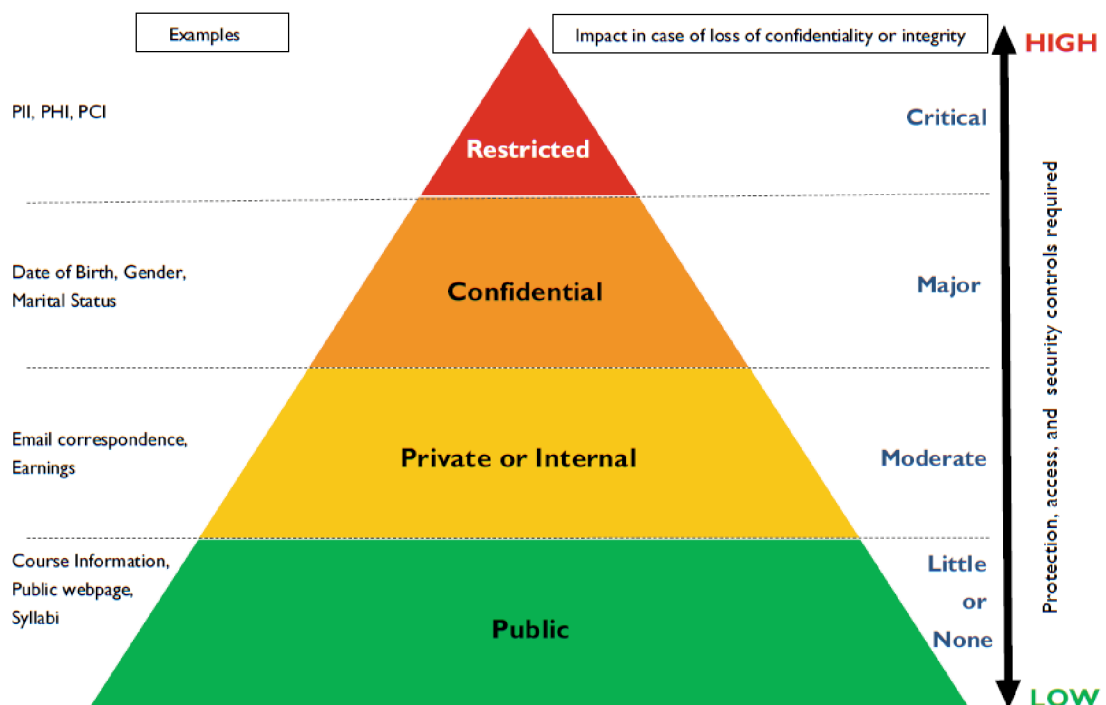 Examples
Impact in case of loss of confidentiality or integrity
HIGH
PII, PHI, PCI
Restricted
Critical
Date of Birth, Gender,
Marital Status
Confidential
Major
Email correspondence,
Earnings
Private or Internal
Moderate
Course Information,
Public webpage,
Syllabi
Public
Little
or
None
Protection, access, and security controls required
LOW